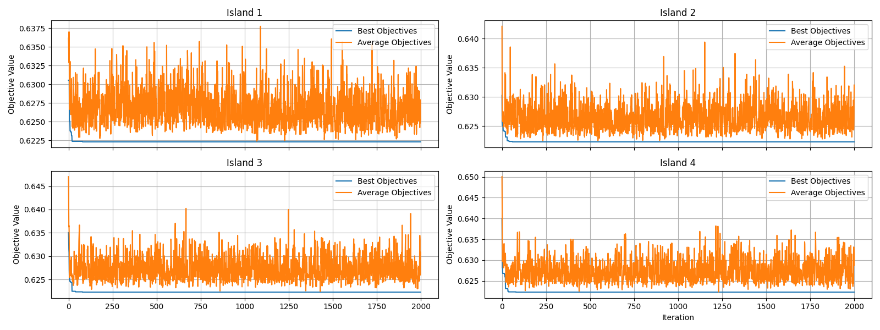 Island 1
Objective Value
0.6375
0.6350
0.6325
0.6300
0.6275
0.6250
0.6225
Best Objectives
Average Objectives
Island 2
Objective Value
0.640
0.635
0.630
0.625
Best Objectives
Average Objectives
Island 3
Objective Value
0.645
0.640
0.635
0.630
0.625
Best Objectives
Average Objectives
0 250 500 750 1000 1250 1500 1750 2000
Island 4
Objective Value
0.650
0.645
0.640
0.635
0.630
0.625
Best Objectives
Average Objectives
0 250 500 750 1000 1250 1500 1750 2000
Iteration